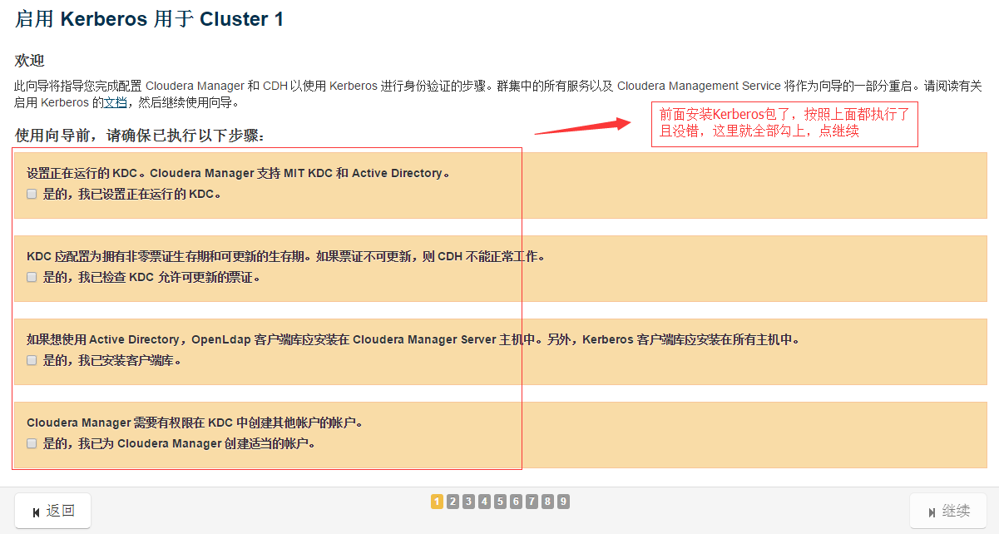 启用 Kerberos 用于 Cluster 1
欢迎
此向导将指导您完成配置 Cloudera Manager 和 CDH 以使用 Kerberos 进行身份验证的步骤。群集中的所有服务以及 Cloudera Management Service 将作为向导的一部分重启。请阅读有关
启用 Kerberos 的文档，然后继续使用向导。
前面安装Kerberos包了，按照上面都执行了
且没错，这里就全部勾上，点继续
使用向导前，请确保已执行以下步骤：
设置正在运行的 KDC。Cloudera Manager 支持 MIT KDC 和 Active Directory。
是的，我已设置正在运行的 KDC。
KDC 应配置为拥有非零票证生存期和可更新的生存期。如果票证不可更新，则 CDH 不能正常工作。
是的，我已检查 KDC 允许可更新的票证。
如果想使用 Active Directory，OpenLdap 客户端库应安装在 Cloudera Manager Server 主机中。另外，Kerberos 客户端库应安装在所有主机中。
是的，我已安装客户端库。
Cloudera Manager 需要有权限在 KDC 中创建其他帐户的帐户。
是的，我已为 Cloudera Manager 创建适当的帐户。
返回
1 2 3 4 5 6 7 8 9
继续